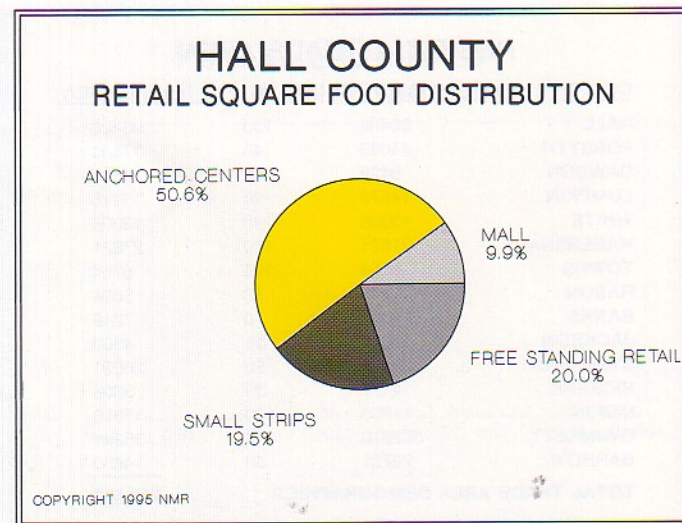 HALL COUNTY
RETAIL SQUARE FOOT DISTRIBUTION
ANCHORED CENTERS
50.6%
MALL
9.9%
FREE STANDING RETAIL
20.0%
SMALL STRIPS
19.5%
COPYRIGHT 1995 NMR